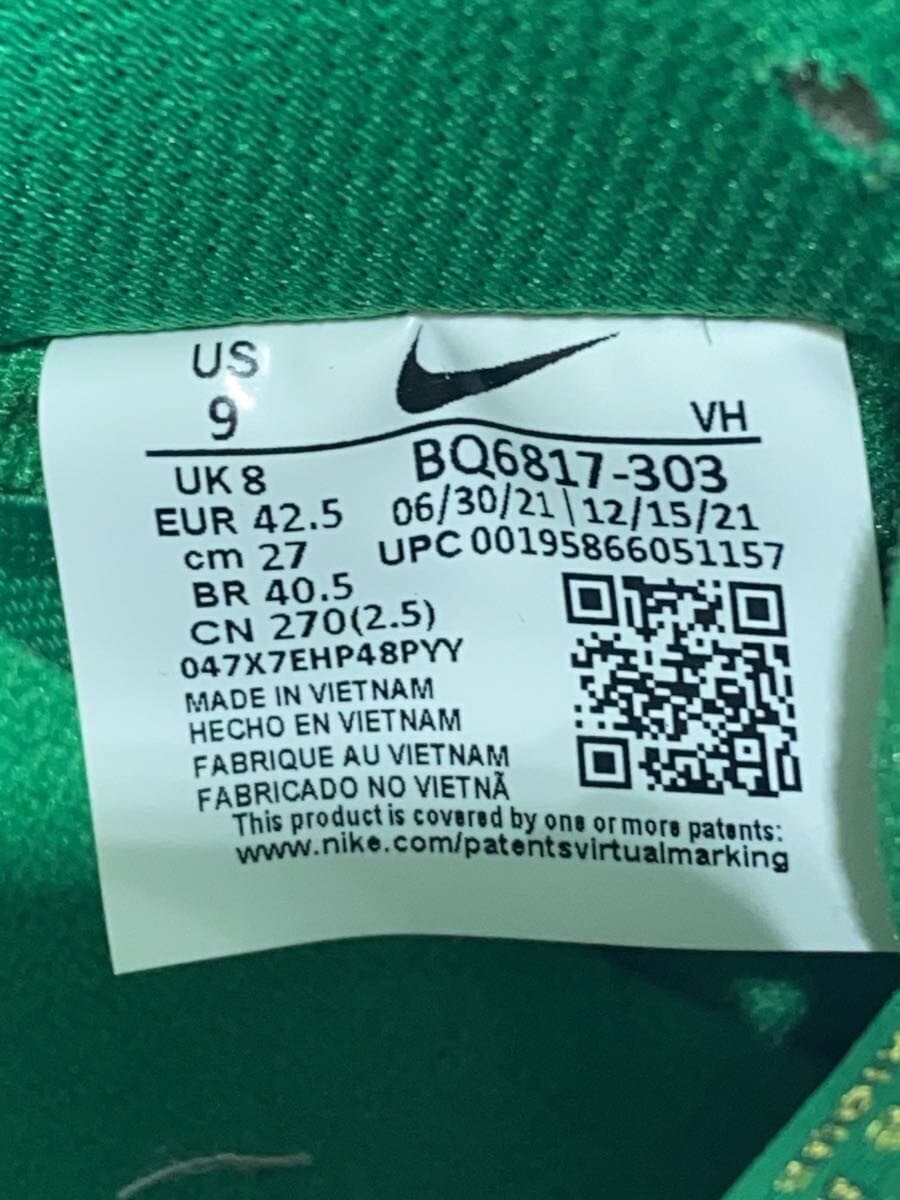 US
9
VH
UK 8
BQ6817-303
EUR 42.5
06/30/21\12/15/21
cm 27
UPC 00195866051157
BR 40.5
CN 270(2.5)
047X7EHP48PYY
MADE IN VIETNAM
HECHO EN VIETNAM
FABRIQUE AU VIETNAM
FABRICADO NO VIETNÃ
This product is covered by one or more patents:
www.nike.com/patentsvirtualmarking